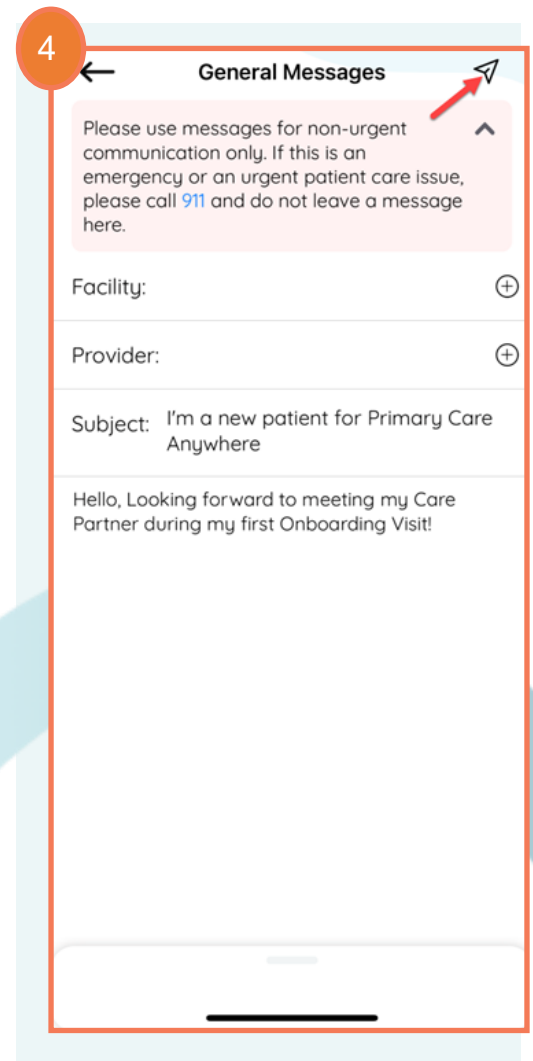 4
General Messages
Please use messages for non-urgent
communication only. If this is an
emergency or an urgent patient care issue,
please call 911 and do not leave a message
here.
Facility:
Provider:
Subject: I'm a new patient for Primary Care
Anywhere
Hello, Looking forward to meeting my Care
Partner during my first Onboarding Visit!